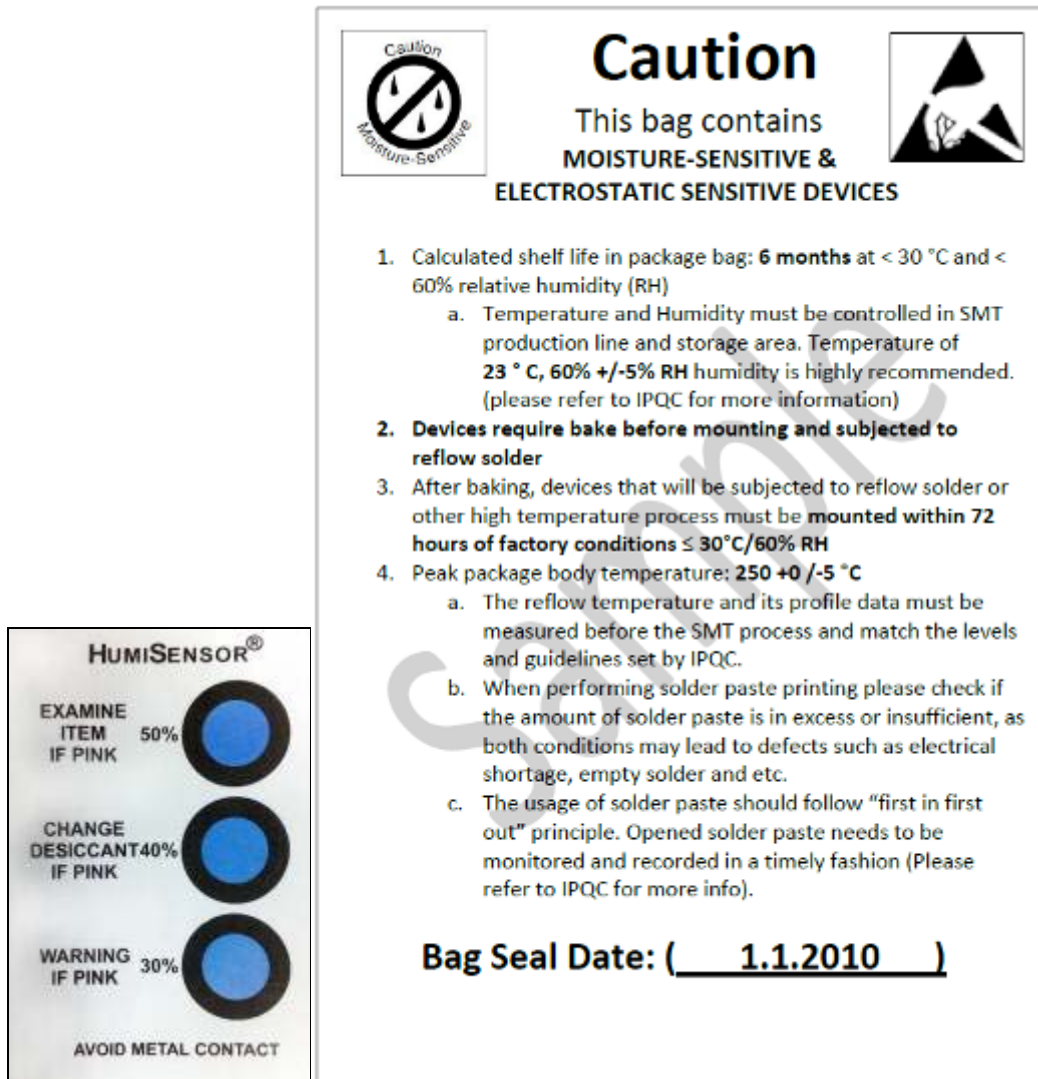 Caution
Moisture-Sensitive
Caution
This bag contains
MOISTURE-SENSITIVE &
ELECTROSTATIC SENSITIVE DEVICES
1. Calculated shelf life in package bag: 6 months at < 30 °C and <
60% relative humidity (RH)
a. Temperature and Humidity must be controlled in SMT
production line and storage area. Temperature of
23 ° C, 60% +/-5% RH humidity is highly recommended.
(please refer to IPQC for more information)
2. Devices require bake before mounting and subjected to
reflow solder
3. After baking, devices that will be subjected to reflow solder or
other high temperature process must be mounted within 72
hours of factory conditions ≤ 30°C/60% RH
4. Peak package body temperature: 250 +0 /-5 °C
a. The reflow temperature and its profile data must be
measured before the SMT process and match the levels
and guidelines set by IPQC.
b. When performing solder paste printing please check if
the amount of solder paste is in excess or insufficient, as
both conditions may lead to defects such as electrical
shortage, empty solder and etc.
c. The usage of solder paste should follow “first in first
out” principle. Opened solder paste needs to be
monitored and recorded in a timely fashion (Please
refer to IPQC for more info).
Bag Seal Date: ( 1.1.2010 )
Sample
HUMISENSOR®
EXAMINE
ITEM 50%
IF PINK
CHANGE
DESICCANT 40%
IF PINK
WARNING 30%
IF PINK
AVOID METAL CONTACT